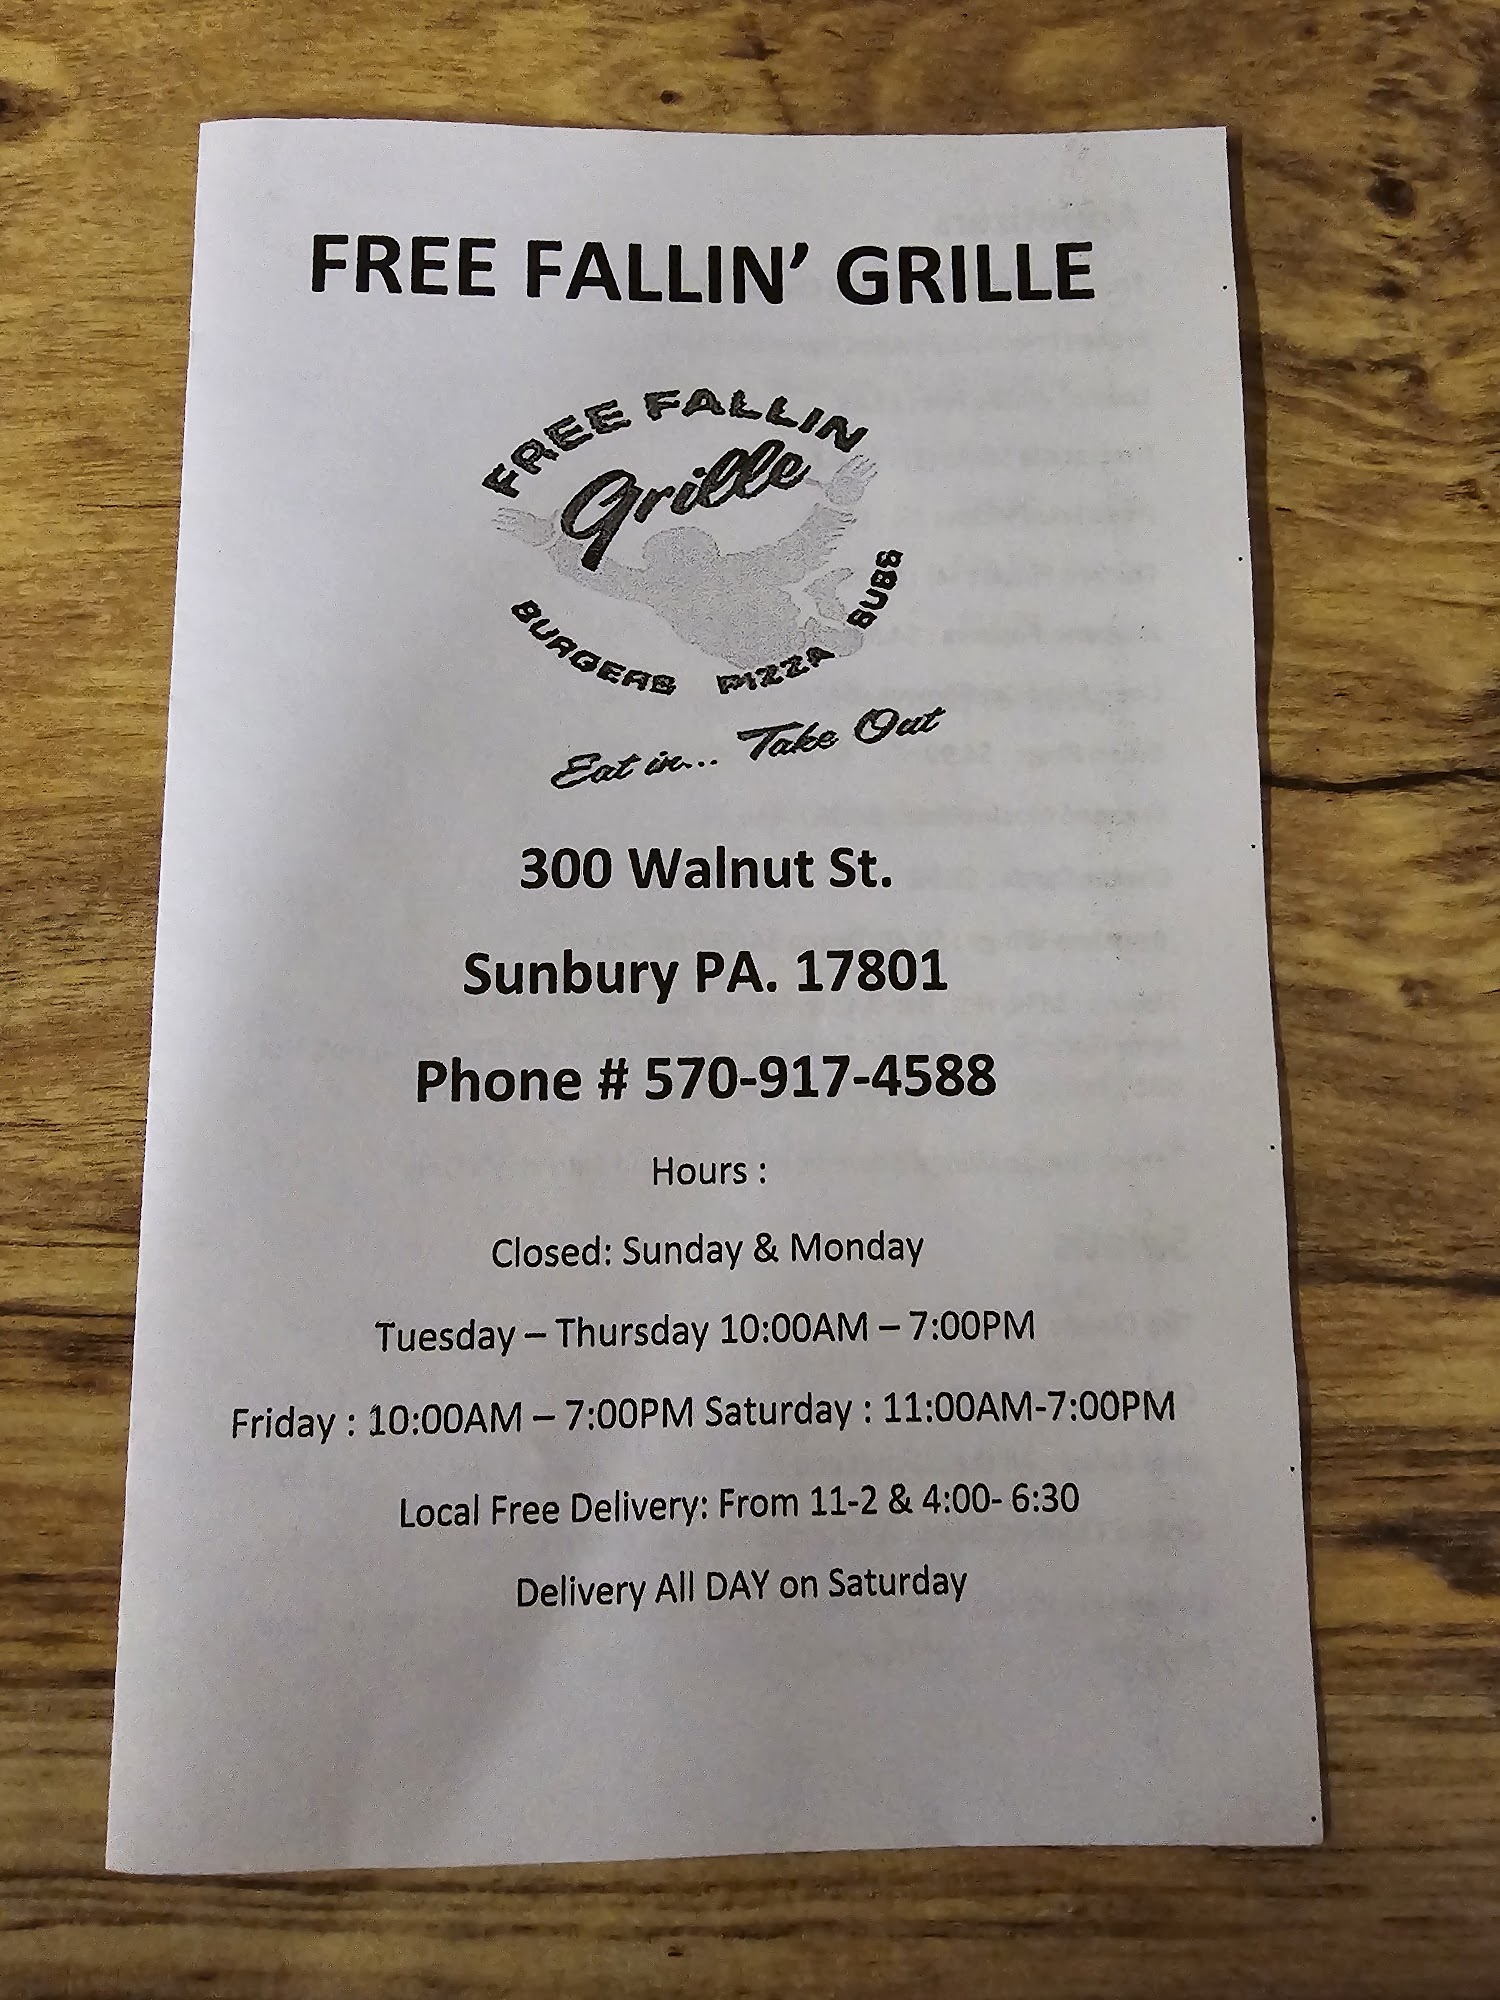 FREE FALLIN' GRILLE
FREE FALLIN
Grille
BURGERS PIZZA SUBS
Eat in... Take Out
300 Walnut St.
Sunbury PA. 17801
Phone # 570-917-4588
Hours :
Closed: Sunday & Monday
Tuesday – Thursday 10:00AM – 7:00PM
Friday : 10:00AM – 7:00PM Saturday : 11:00AM-7:00PM
Local Free Delivery: From 11-2 & 4:00- 6:30
Delivery All DAY on Saturday